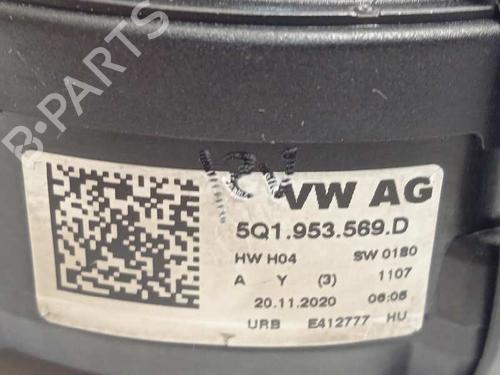 B-PARTS
VW AG
5Q1.953.569.D
HW H04 SW 0180
A Y (3) 1107
20.11.2020 06:05
URB E412777 HU